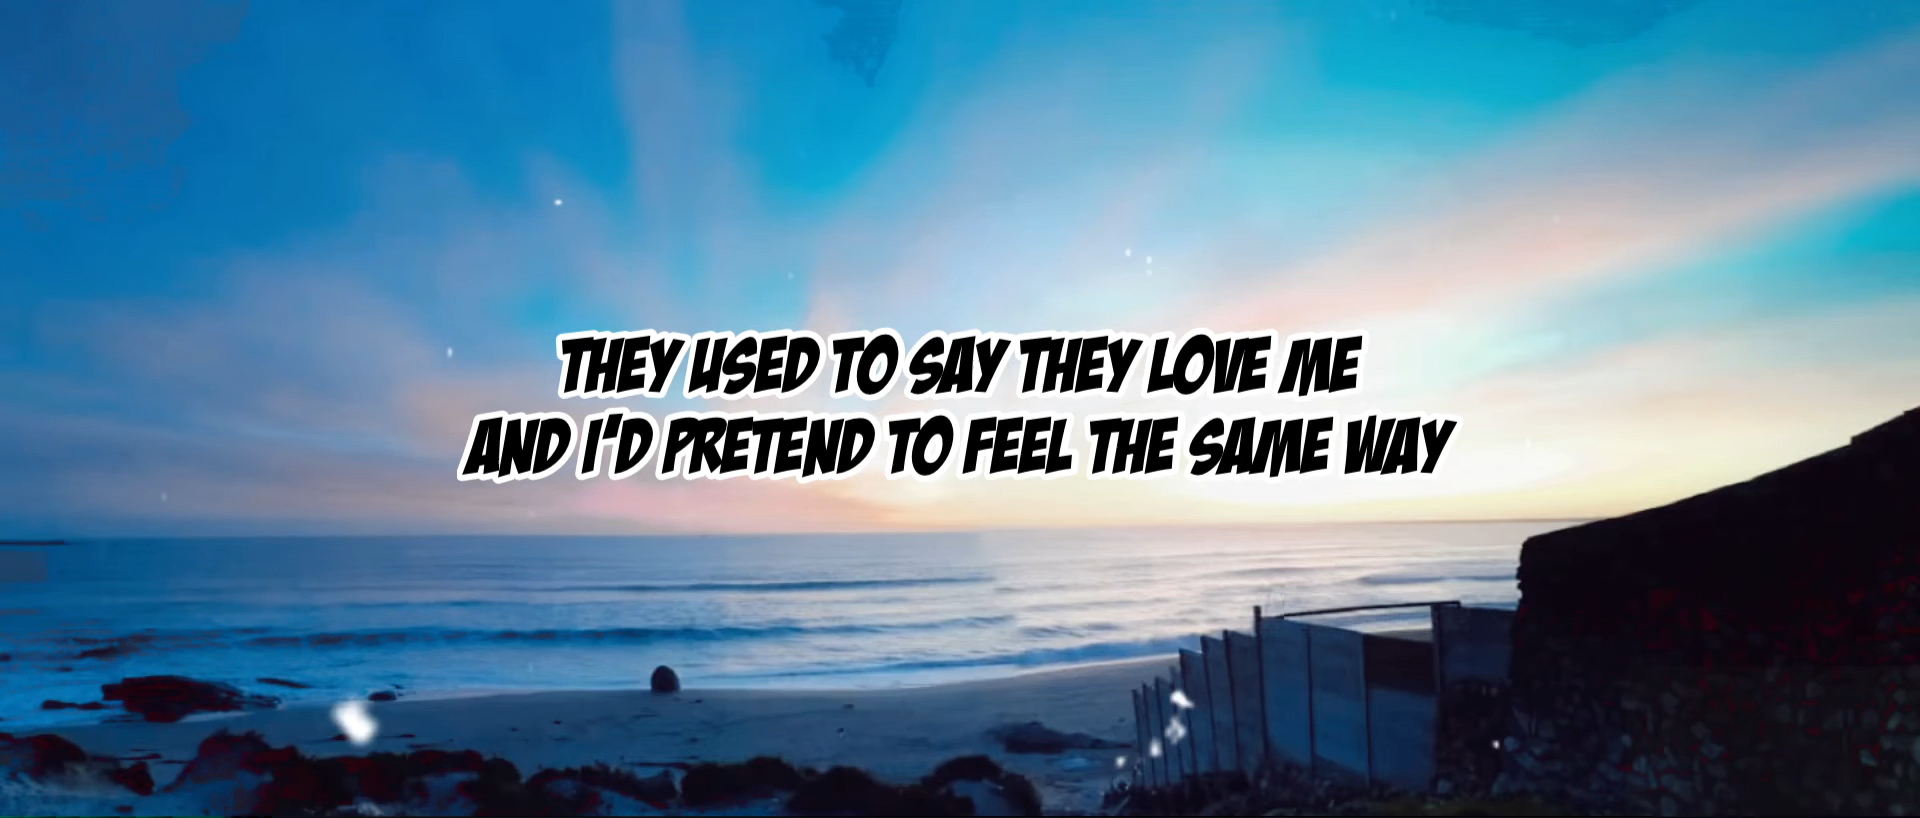 THEY USED TO SAY THEY LOVE ME
AND I'D PRETEND TO FEEL THE SAME WAY